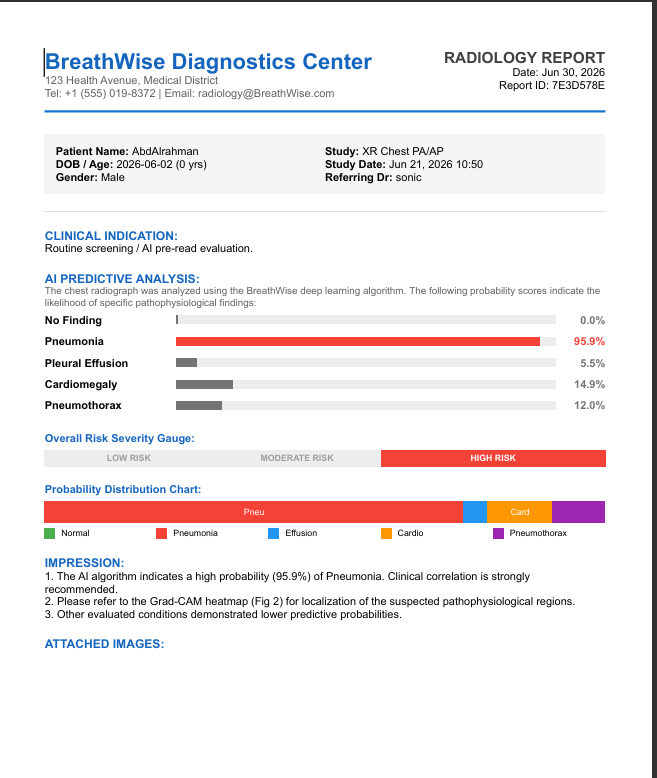 BreathWise Diagnostics Center
RADIOLOGY REPORT
123 Health Avenue, Medical District
Date: Jun 30, 2026
Tel: +1 (555) 019-8372 | Email: radiology@BreathWise.com
Report ID: 7E3D578E
Patient Name: AbdAlrahman
Study: XR Chest PA/AP
DOB / Age: 2026-06-02 (0 yrs)
Study Date: Jun 21, 2026 10:50
Gender: Male
Referring Dr: sonic
CLINICAL INDICATION:
Routine screening / AI pre-read evaluation.
AI PREDICTIVE ANALYSIS:
The chest radiograph was analyzed using the BreathWise deep learning algorithm. The following probability scores indicate the
likelihood of specific pathophysiological findings:
No Finding 0.0%
Pneumonia 95.9%
Pleural Effusion 5.5%
Cardiomegaly 14.9%
Pneumothorax 12.0%
Overall Risk Severity Gauge:
LOW RISK MODERATE RISK HIGH RISK
Probability Distribution Chart:
Pneu Card
Normal Pneumonia Effusion Cardio Pneumothorax
IMPRESSION:
1. The AI algorithm indicates a high probability (95.9%) of Pneumonia. Clinical correlation is strongly
recommended.
2. Please refer to the Grad-CAM heatmap (Fig 2) for localization of the suspected pathophysiological regions.
3. Other evaluated conditions demonstrated lower predictive probabilities.
ATTACHED IMAGES: